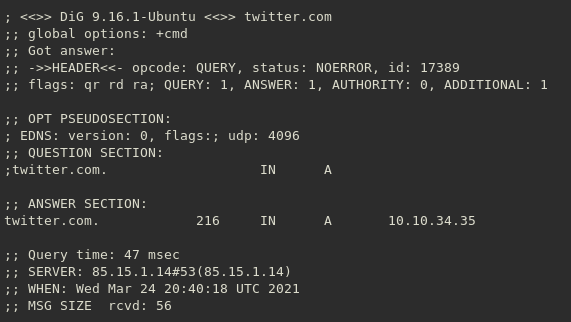 ; <<>> DiG 9.16.1-Ubuntu <<>> twitter.com
;; global options: +cmd
;; Got answer:
;; ->>HEADER<<- opcode: QUERY, status: NOERROR, id: 17389
;; flags: qr rd ra; QUERY: 1, ANSWER: 1, AUTHORITY: 0, ADDITIONAL: 1

;; OPT PSEUDOSECTION:
; EDNS: version: 0, flags:; udp: 4096
;; QUESTION SECTION:
;twitter.com.                   IN      A

;; ANSWER SECTION:
twitter.com.            216     IN      A       10.10.34.35

;; Query time: 47 msec
;; SERVER: 85.15.1.14#53(85.15.1.14)
;; WHEN: Wed Mar 24 20:40:18 UTC 2021
;; MSG SIZE  rcvd: 56